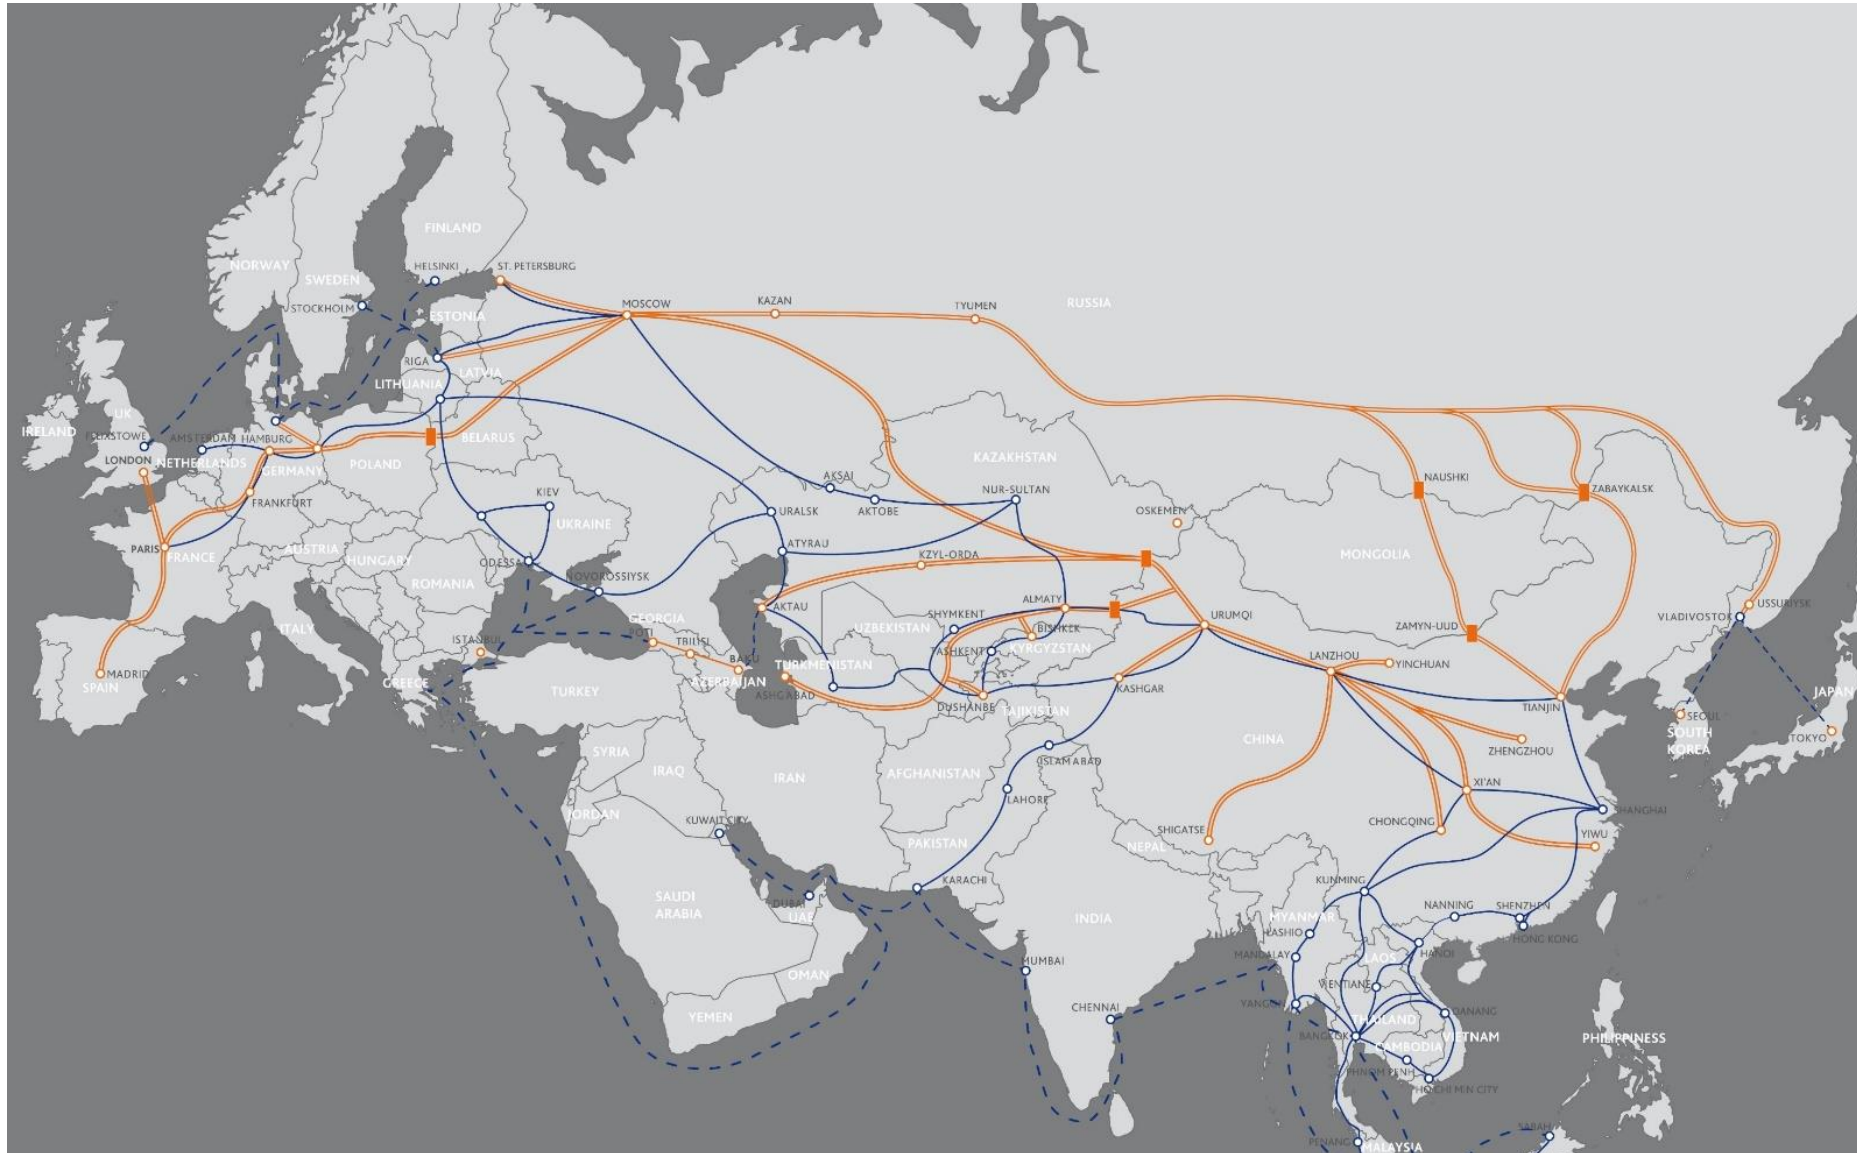 FINLAND
NORWAY
HELSINKI
ST. PETERSBURG
SWEDEN
STOCKHOLM
MOSCOW
KAZAN
TYUMEN
RUSSIA
ESTONIA
RIGA
LATVIA
LITHUANIA
UK
IRELAND
FELIXSTOWE
AMSTERDAM
HAMBURG
BELARUS
LONDON
NETHERLANDS
GERMANY
POLAND
KAZAKHSTAN
AKSAI
NAUSHKI
ZABAYKALSK
KIEV
NUR-SULTAN
FRANKFURT
URALSK
AKTOBE
OSKEMEN
UKRAINE
PARIS
FRANCE
AUSTRIA
HUNGARY
ODESSA
ATYRAU
KZYL-ORDA
MONGOLIA
ROMANIA
NOVOROSSIYSK
ALMATY
AKTAU
SHYMKENT
URUMQI
USSURIYSK
VLADIVOSTOK
GEORGIA
ITALY
POTI
TBILISI
ISTANBUL
UZBEKISTAN
BISHKEK
ZAMYN-UUD
TASHKENT
KYRGYZSTAN
LANZHOU
BAKU
TURKMENISTAN
YINCHUAN
MADRID
SPAIN
GREECE
AZERBAIJAN
TURKEY
ASHGABAD
KASHGAR
JAPAN
DUSHANBE
TAJIKISTAN
TIANJIN
SEOUL
SOUTH
KOREA
TOKYO
CHINA
SYRIA
ZHENGZHOU
ISLAMABAD
IRAQ
IRAN
AFGHANISTAN
XI'AN
LAHORE
JORDAN
SHANGHAI
KUWAIT CITY
CHONGQING
SHIGATSE
YIWU
PAKISTAN
NEPAL
KARACHI
KUNMING
SAUDI
ARABIA
DUBAI
UAE
INDIA
NANNING
SHENZHEN
MYANMAR
LASHIO
HONG KONG
MANDALAY
HANOI
LAOS
MUMBAI
OMAN
VIENTIANE
YANGON
CHENNAI
DANANG
YEMEN
THAILAND
BANGKOK
VIETNAM
PHILIPPINESS
CAMBODIA
PHNOM PENH
HO CHI MIN CITY
SABAH
PENANG
MALAYSIA